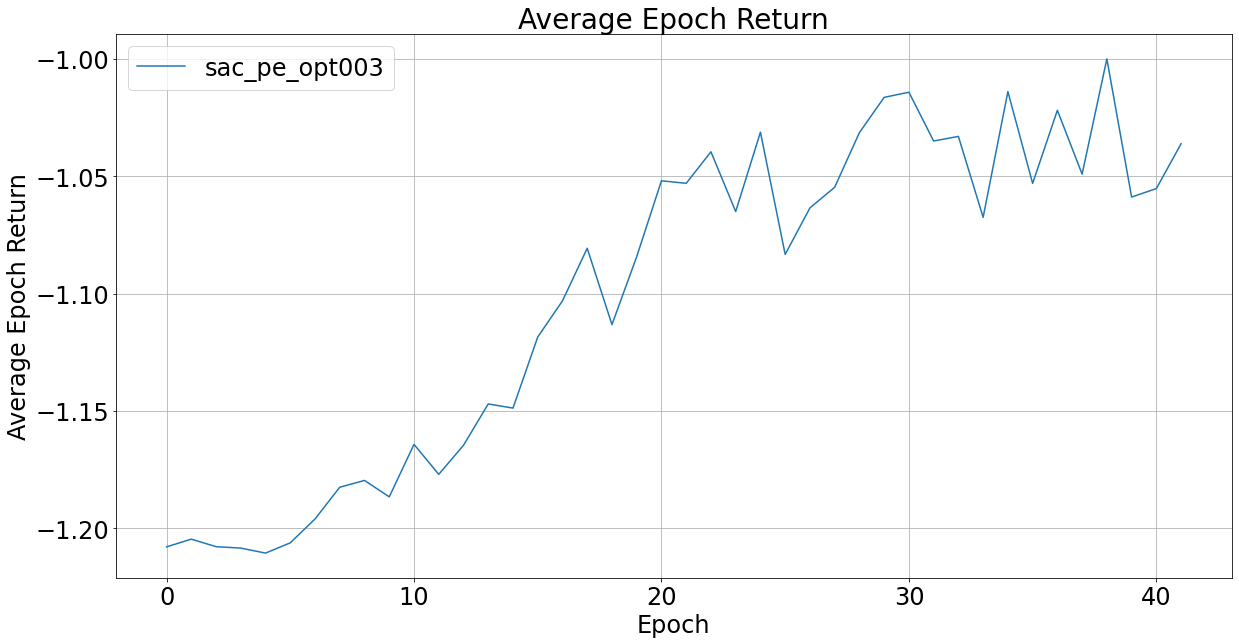 Average Epoch Return
sac_pe_opt003
−1.00
−1.05
−1.10
−1.15
−1.20
Average Epoch Return
0 10 20 30 40
Epoch